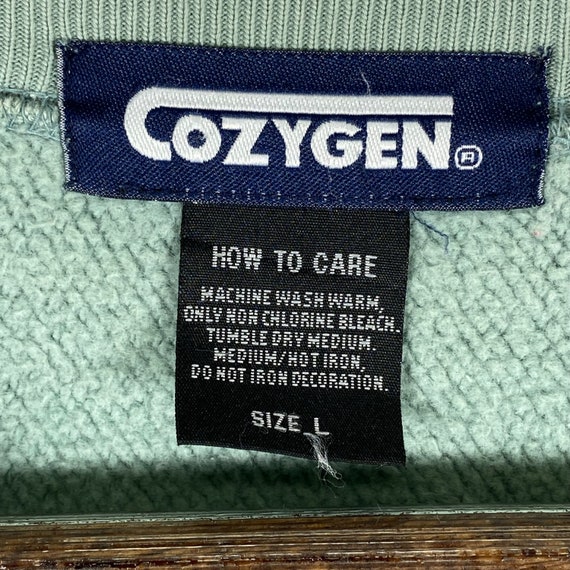 COZYGEN®
HOW TO CARE
MACHINE WASH WARM,
ONLY NON CHLORINE BLEACH.
TUMBLE DRY MEDIUM,
MEDIUM/HOT IRON,
DO NOT IRON DECORATION.
SIZE L